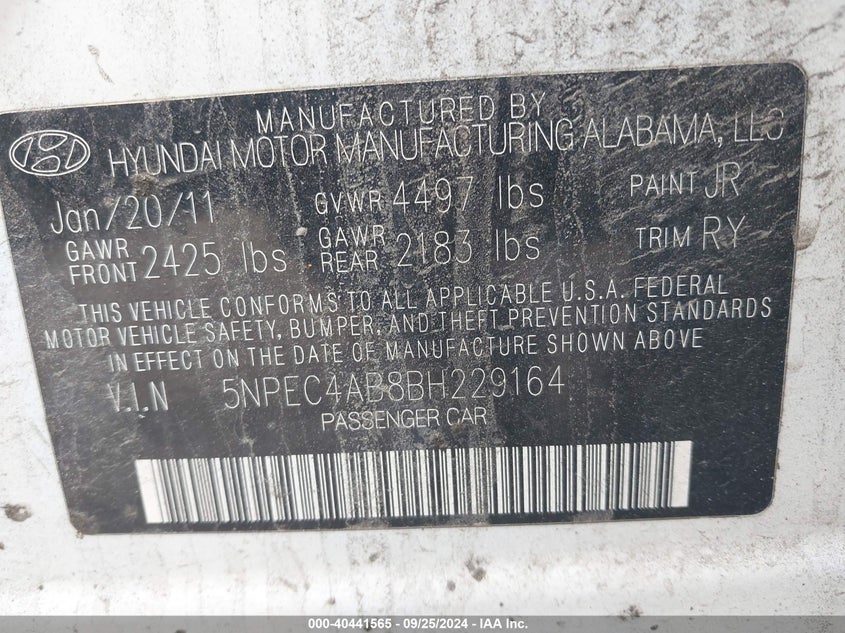 MANUFACTURED BY
HYUNDAI MOTOR MANUFACTURING ALABAMA, LLC
Jan/20/11 GVWR 4497 lbs PAINT JR
GAWR FRONT 2425 lbs GAWR REAR 2183 lbs TRIM RY
THIS VEHICLE CONFORMS TO ALL APPLICABLE U.S.A. FEDERAL
MOTOR VEHICLE SAFETY, BUMPER, AND THEFT PREVENTION STANDARDS
IN EFFECT ON THE DATE OF MANUFACTURE SHOWN ABOVE
V.I.N 5NPEC4AB8BH229164
PASSENGER CAR
000-40441565 - 09/25/2024 - IAA Inc.